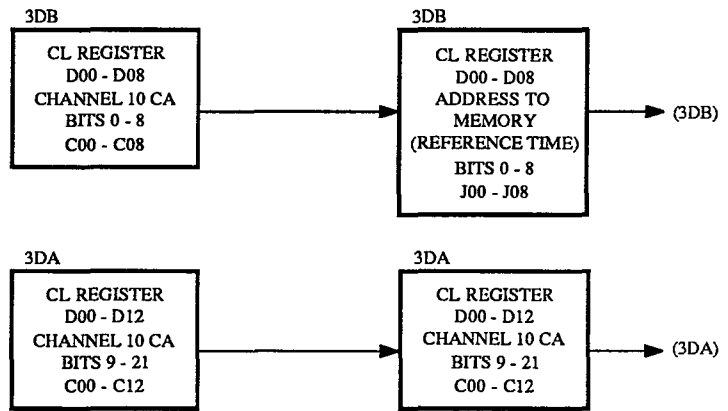 3DB
CL REGISTER
D00 - D08
CHANNEL 10 CA
BITS 0 - 8
C00 - C08
3DB
CL REGISTER
D00 - D08
ADDRESS TO
MEMORY
(REFERENCE TIME)
BITS 0 - 8
J00 - J08
(3DB)
3DA
CL REGISTER
D00 - D12
CHANNEL 10 CA
BITS 9 - 21
C00 - C12
3DA
CL REGISTER
D00 - D12
CHANNEL 10 CA
BITS 9 - 21
C00 - C12
(3DA)